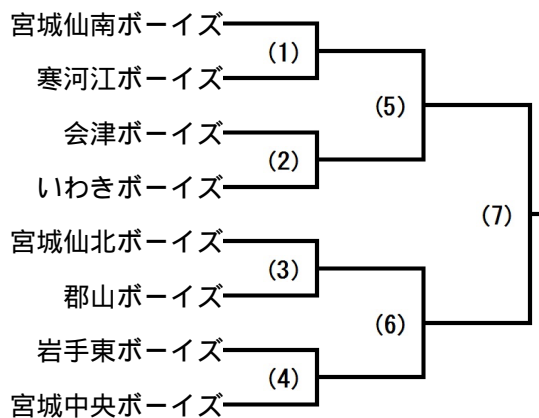 宮城仙南ボーイズ
(1)
寒河江ボーイズ
(5)
会津ボーイズ
(2)
いわきボーイズ
(7)
宮城仙北ボーイズ
(3)
郡山ボーイズ
(6)
岩手東ボーイズ
(4)
宮城中央ボーイズ